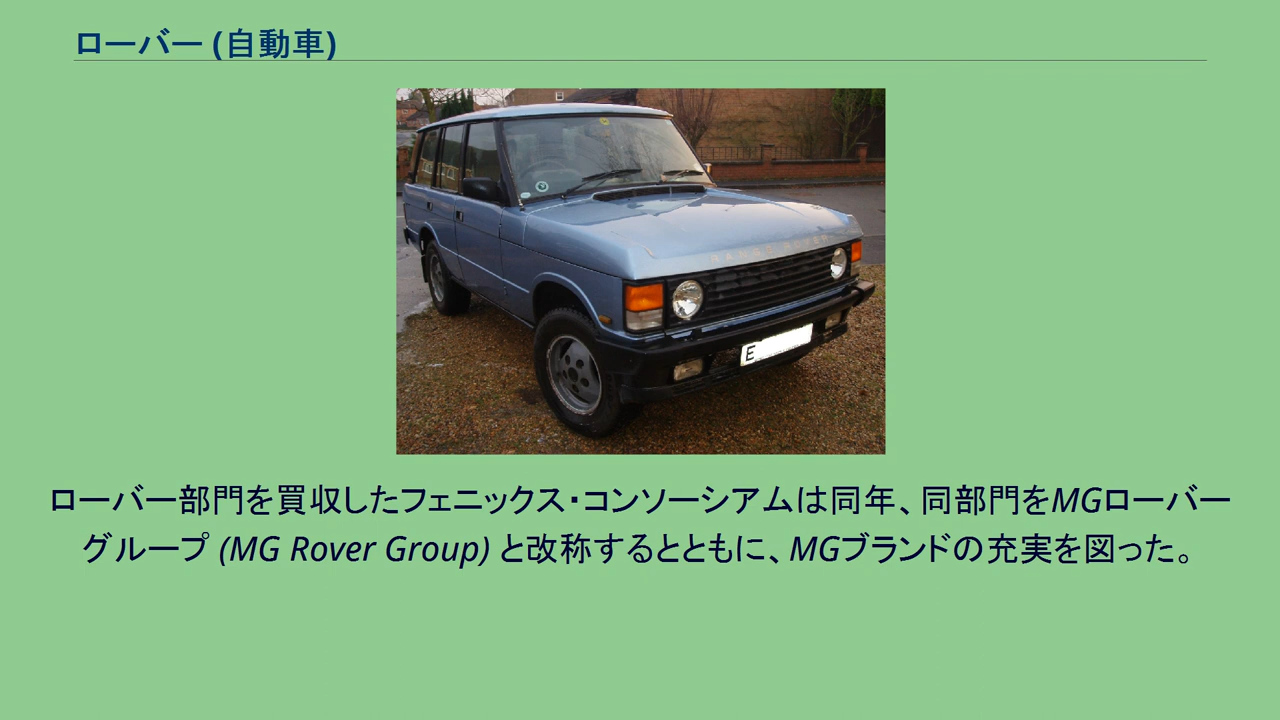 ローバー (自動車)
RANGE ROVER
E
ローバー部門を買収したフェニックス・コンソーシアムは同年、同部門をMGローバー
グループ (MG Rover Group) と改称するとともに、MGブランドの充実を図った。